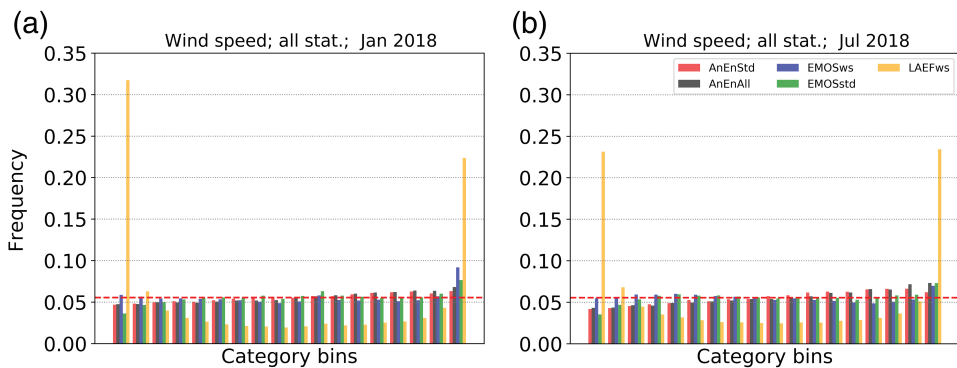 (a)
Wind speed; all stat.; Jan 2018
0.35
0.30
0.25
0.20
0.15
0.10
0.05
0.00
Frequency
Category bins
(b)
Wind speed; all stat.; Jul 2018
AnEnStd
EMOSws
LAEFws
AnEnAll
EMOSstd
0.35
0.30
0.25
0.20
0.15
0.10
0.05
0.00
Category bins